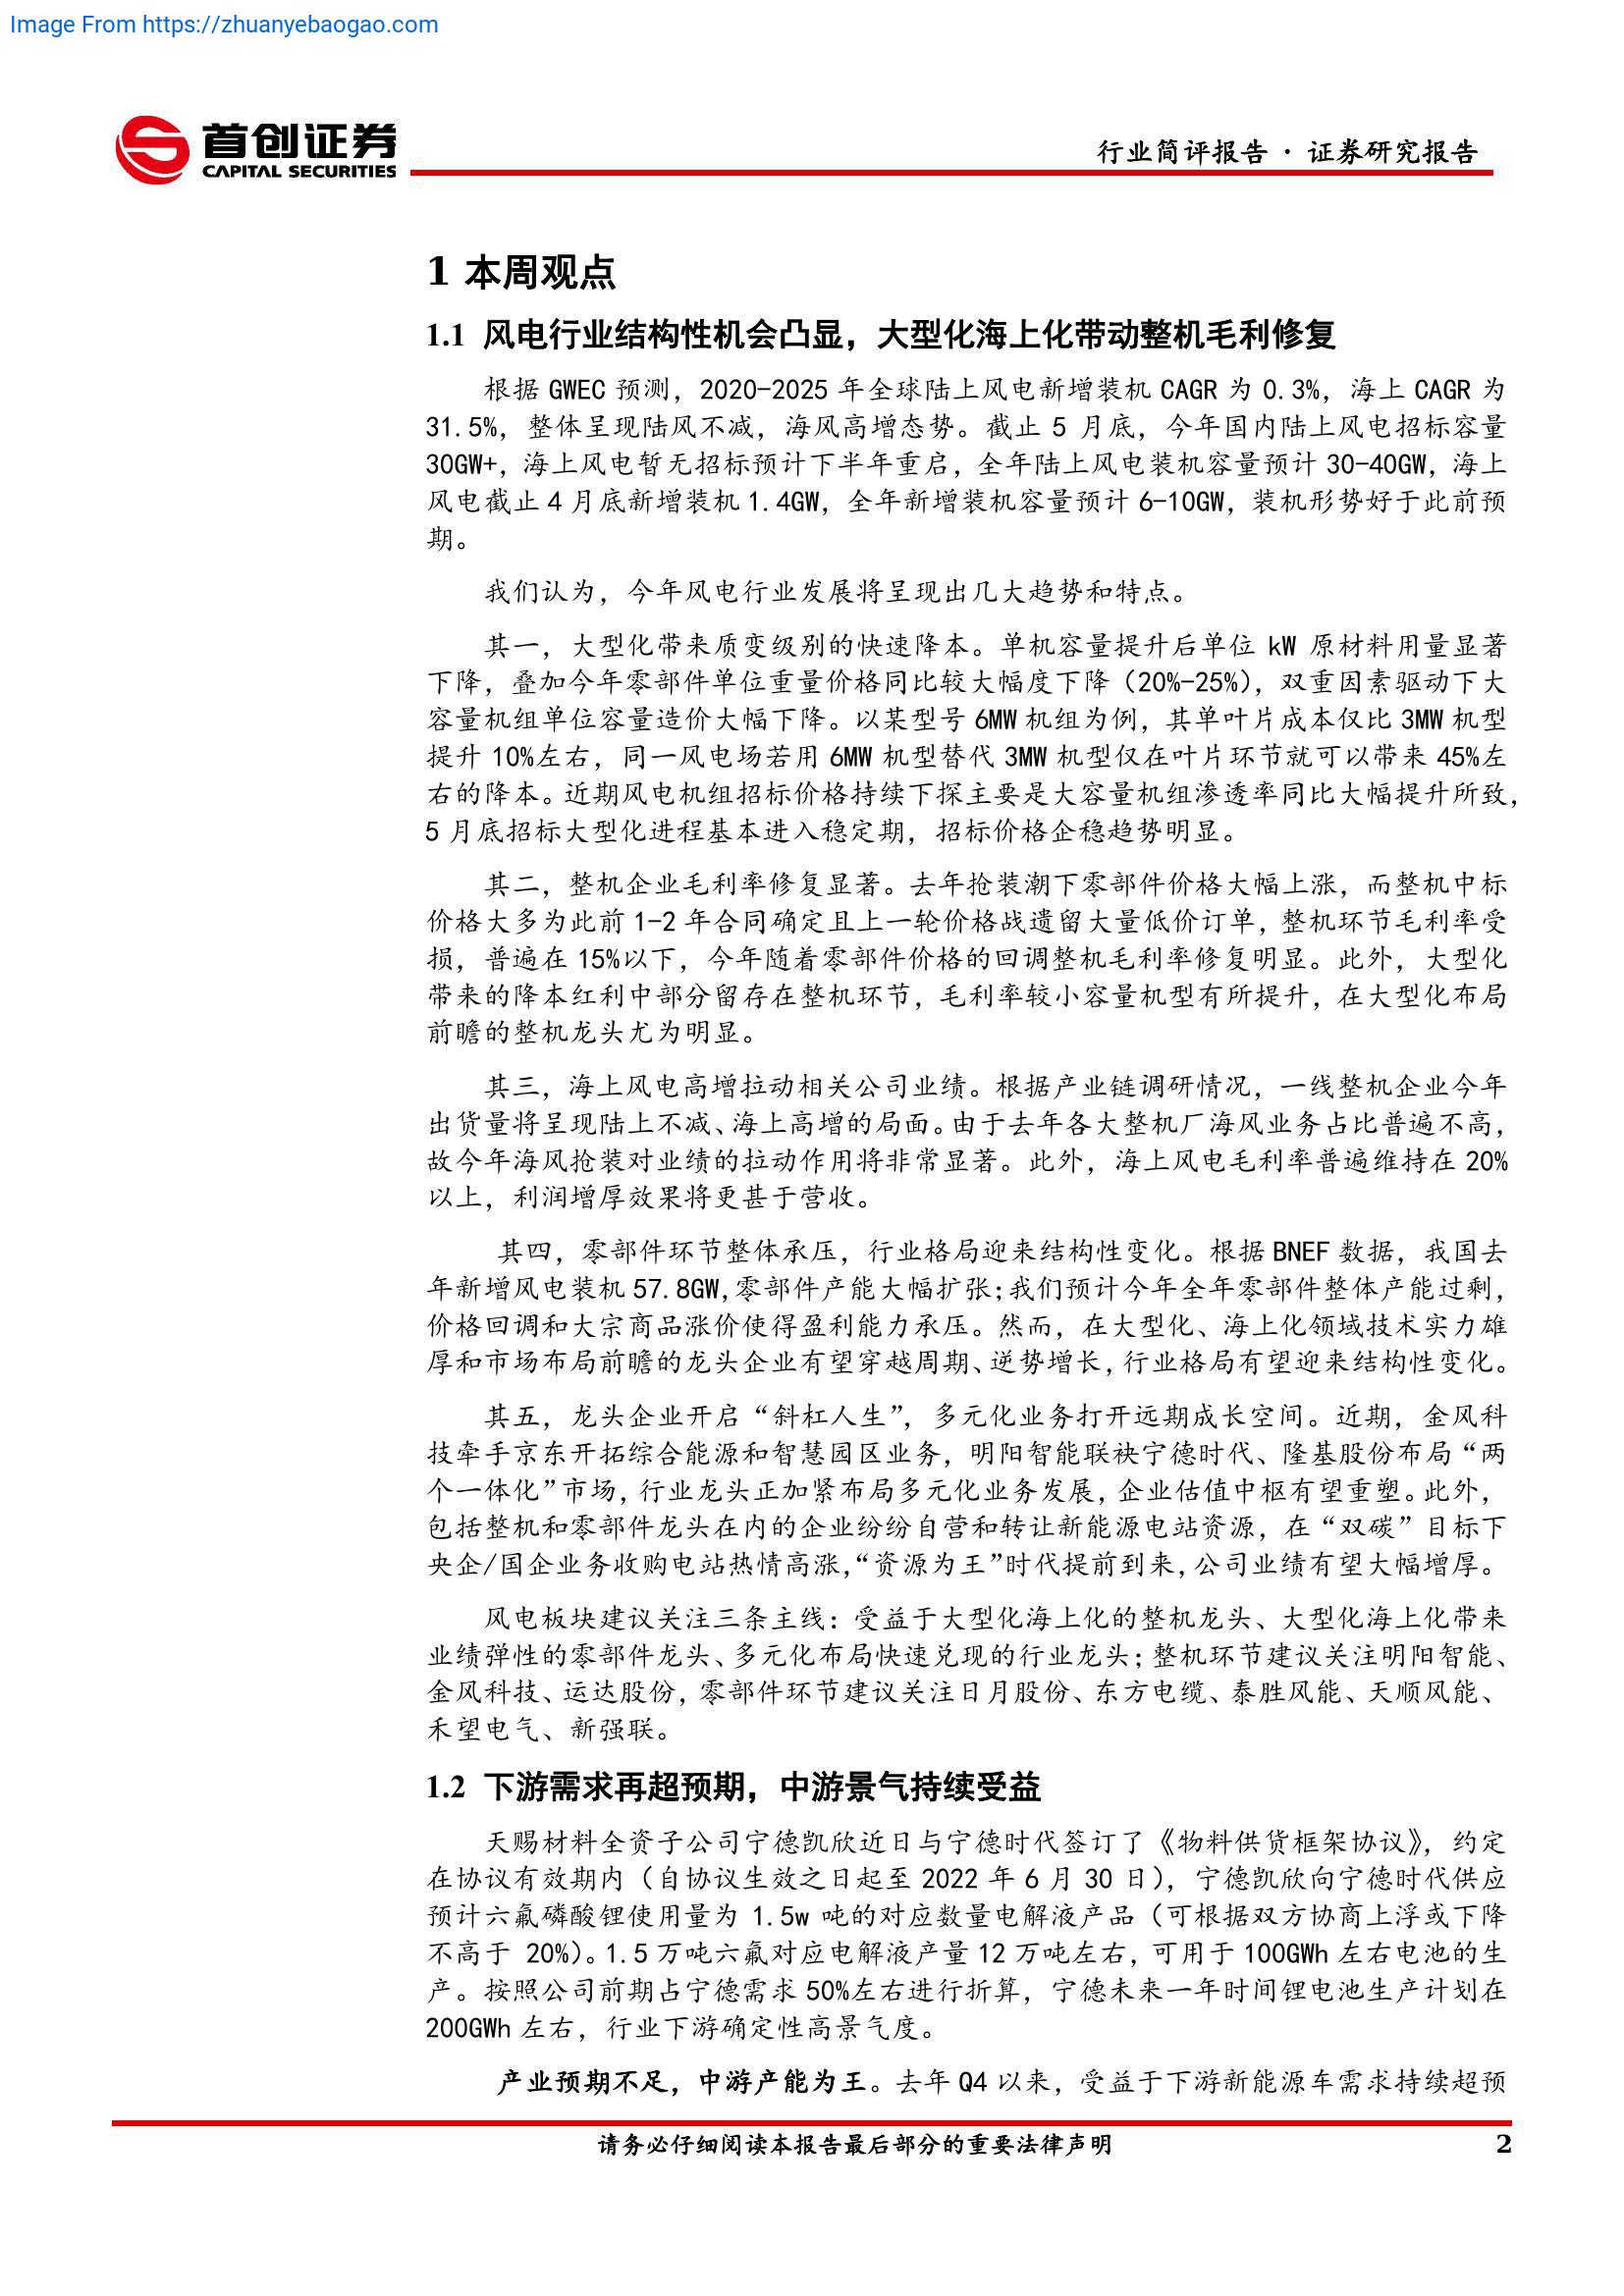 Image From https://zhuanyebaogao.com
首创证券
CAPITAL SECURITIES
行业简评报告 · 证券研究报告
1 本周观点
1.1 风电行业结构性机会凸显，大型化海上化带动整机毛利修复
根据 GWEC 预测，2020-2025 年全球陆上风电新增装机 CAGR 为 0.3%，海上 CAGR 为
31.5%，整体呈现陆风不减，海风高增态势。截止 5 月底，今年国内陆上风电招标容量
30GW+，海上风电暂无招标预计下半年重启，全年陆上风电装机容量预计 30-40GW，海上
风电截止 4 月底新增装机 1.4GW，全年新增装机容量预计 6-10GW，装机形势好于此前预
期。
我们认为，今年风电行业发展将呈现出几大趋势和特点。
其一，大型化带来质变级别的快速降本。单机容量提升后单位 kW 原材料用量显著
下降，叠加今年零部件单位重量价格同比较大幅度下降（20%-25%），双重因素驱动下大
容量机组单位容量造价大幅下降。以某型号 6MW 机组为例，其单叶片成本仅比 3MW 机型
提升 10%左右，同一风电场若用 6MW 机型替代 3MW 机型仅在叶片环节就可以带来 45%左
右的降本。近期风电机组招标价格持续下探主要是大容量机组渗透率同比大幅提升所致，
5 月底招标大型化进程基本进入稳定期，招标价格企稳趋势明显。
其二，整机企业毛利率修复显著。去年抢装潮下零部件价格大幅上涨，而整机中标
价格大多为此前 1-2 年合同确定且上一轮价格战遗留大量低价订单，整机环节毛利率受
损，普遍在 15%以下，今年随着零部件价格的回调整机毛利率修复明显。此外，大型化
带来的降本红利中部分留存在整机环节，毛利率较小容量机型有所提升，在大型化布局
前瞻的整机龙头尤为明显。
其三，海上风电高增拉动相关公司业绩。根据产业链调研情况，一线整机企业今年
出货量将呈现陆上不减、海上高增的局面。由于去年各大整机厂海风业务占比普遍不高，
故今年海风抢装对业绩的拉动作用将非常显著。此外，海上风电毛利率普遍维持在 20%
以上，利润增厚效果将更甚于营收。
其四，零部件环节整体承压，行业格局迎来结构性变化。根据 BNEF 数据，我国去
年新增风电装机 57.8GW,零部件产能大幅扩张;我们预计今年全年零部件整体产能过剩，
价格回调和大宗商品涨价使得盈利能力承压。然而，在大型化、海上化领域技术实力雄
厚和市场布局前瞻的龙头企业有望穿越周期、逆势增长，行业格局有望迎来结构性变化。
其五，龙头企业开启“斜杠人生”，多元化业务打开远期成长空间。近期，金风科
技牵手京东开拓综合能源和智慧园区业务，明阳智能联袂宁德时代、隆基股份布局“两
个一体化”市场，行业龙头正加紧布局多元化业务发展，企业估值中枢有望重塑。此外，
包括整机和零部件龙头在内的企业纷纷自营和转让新能源电站资源，在“双碳”目标下
央企/国企业务收购电站热情高涨，“资源为王”时代提前到来，公司业绩有望大幅增厚。
风电板块建议关注三条主线：受益于大型化海上化的整机龙头、大型化海上化带来
业绩弹性的零部件龙头、多元化布局快速兑现的行业龙头；整机环节建议关注明阳智能、
金风科技、运达股份，零部件环节建议关注日月股份、东方电缆、泰胜风能、天顺风能、
禾望电气、新强联。
1.2 下游需求再超预期，中游景气持续受益
天赐材料全资子公司宁德凯欣近日与宁德时代签订了《物料供货框架协议》，约定
在协议有效期内（自协议生效之日起至 2022 年 6 月 30 日），宁德凯欣向宁德时代供应
预计六氟磷酸锂使用量为 1.5w 吨的对应数量电解液产品（可根据双方协商上浮或下降
不高于 20%）。1.5 万吨六氟对应电解液产量 12 万吨左右，可用于 100GWh 左右电池的生
产。按照公司前期占宁德需求 50%左右进行折算，宁德未来一年时间锂电池生产计划在
200GWh 左右，行业下游确定性高景气度。
产业预期不足，中游产能为王。去年 Q4 以来，受益于下游新能源车需求持续超预
请务必仔细阅读本报告最后部分的重要法律声明
2